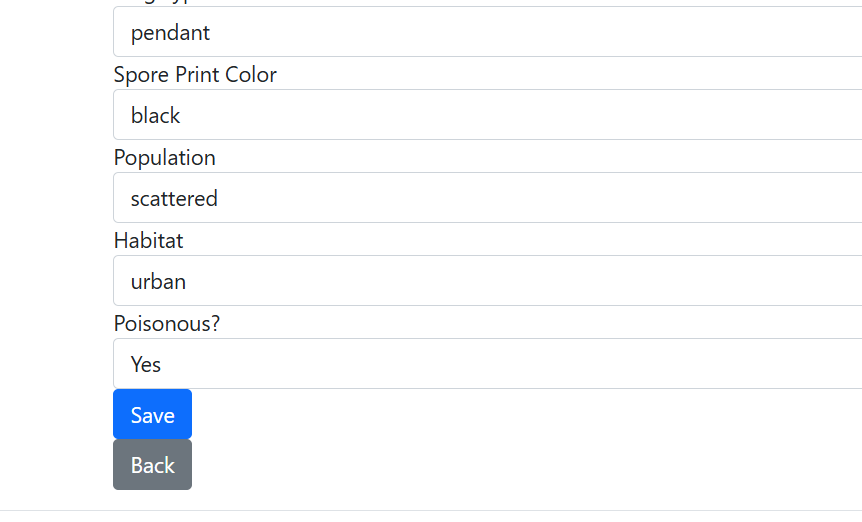 pendant
Spore Print Color
black
Population
scattered
Habitat
urban
Poisonous?
Yes
Save
Back